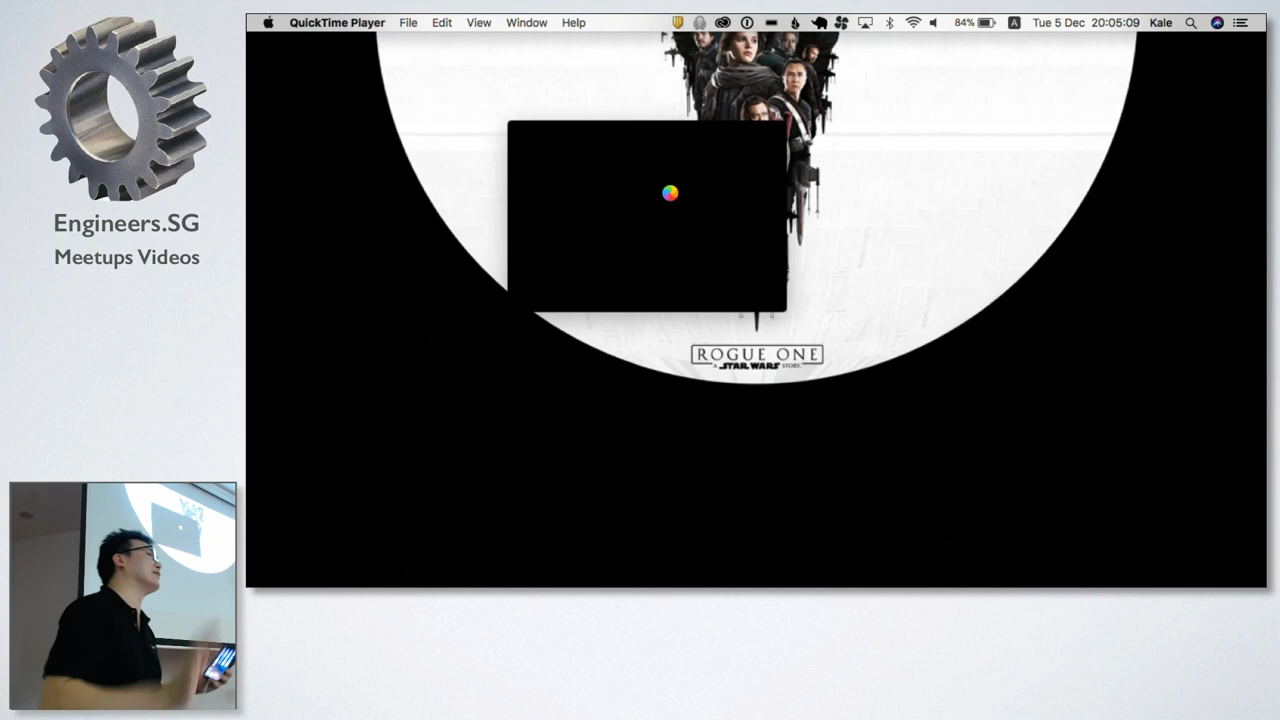 Engineers.SG
Meetups Videos
QuickTime Player File Edit View Window Help 84% A Tue 5 Dec 20:05:09 Kale
ROGUE ONE
A STAR WARS STORY